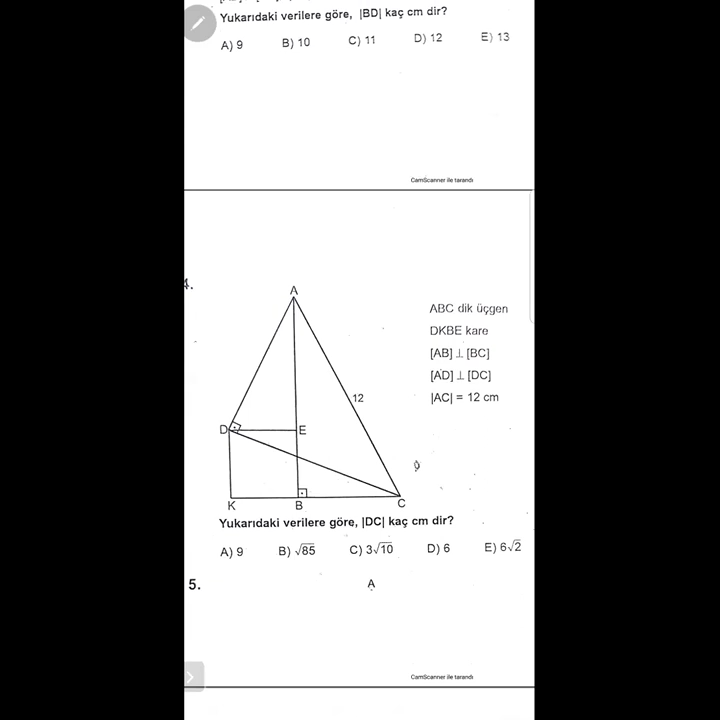 Yukarıdaki verilere göre, |BD| kaç cm dir?
A) 9 B) 10 C) 11 D) 12 E) 13
CamScanner ile tarandı
4.
A
ABC dik üçgen
DKBE kare
[AB] ⊥ [BC]
[AD] ⊥ [DC]
|AC| = 12 cm
12
D E
K B C
Yukarıdaki verilere göre, |DC| kaç cm dir?
A) 9 B) √85 C) 3√10 D) 6 E) 6√2
5. A
CamScanner ile tarandı